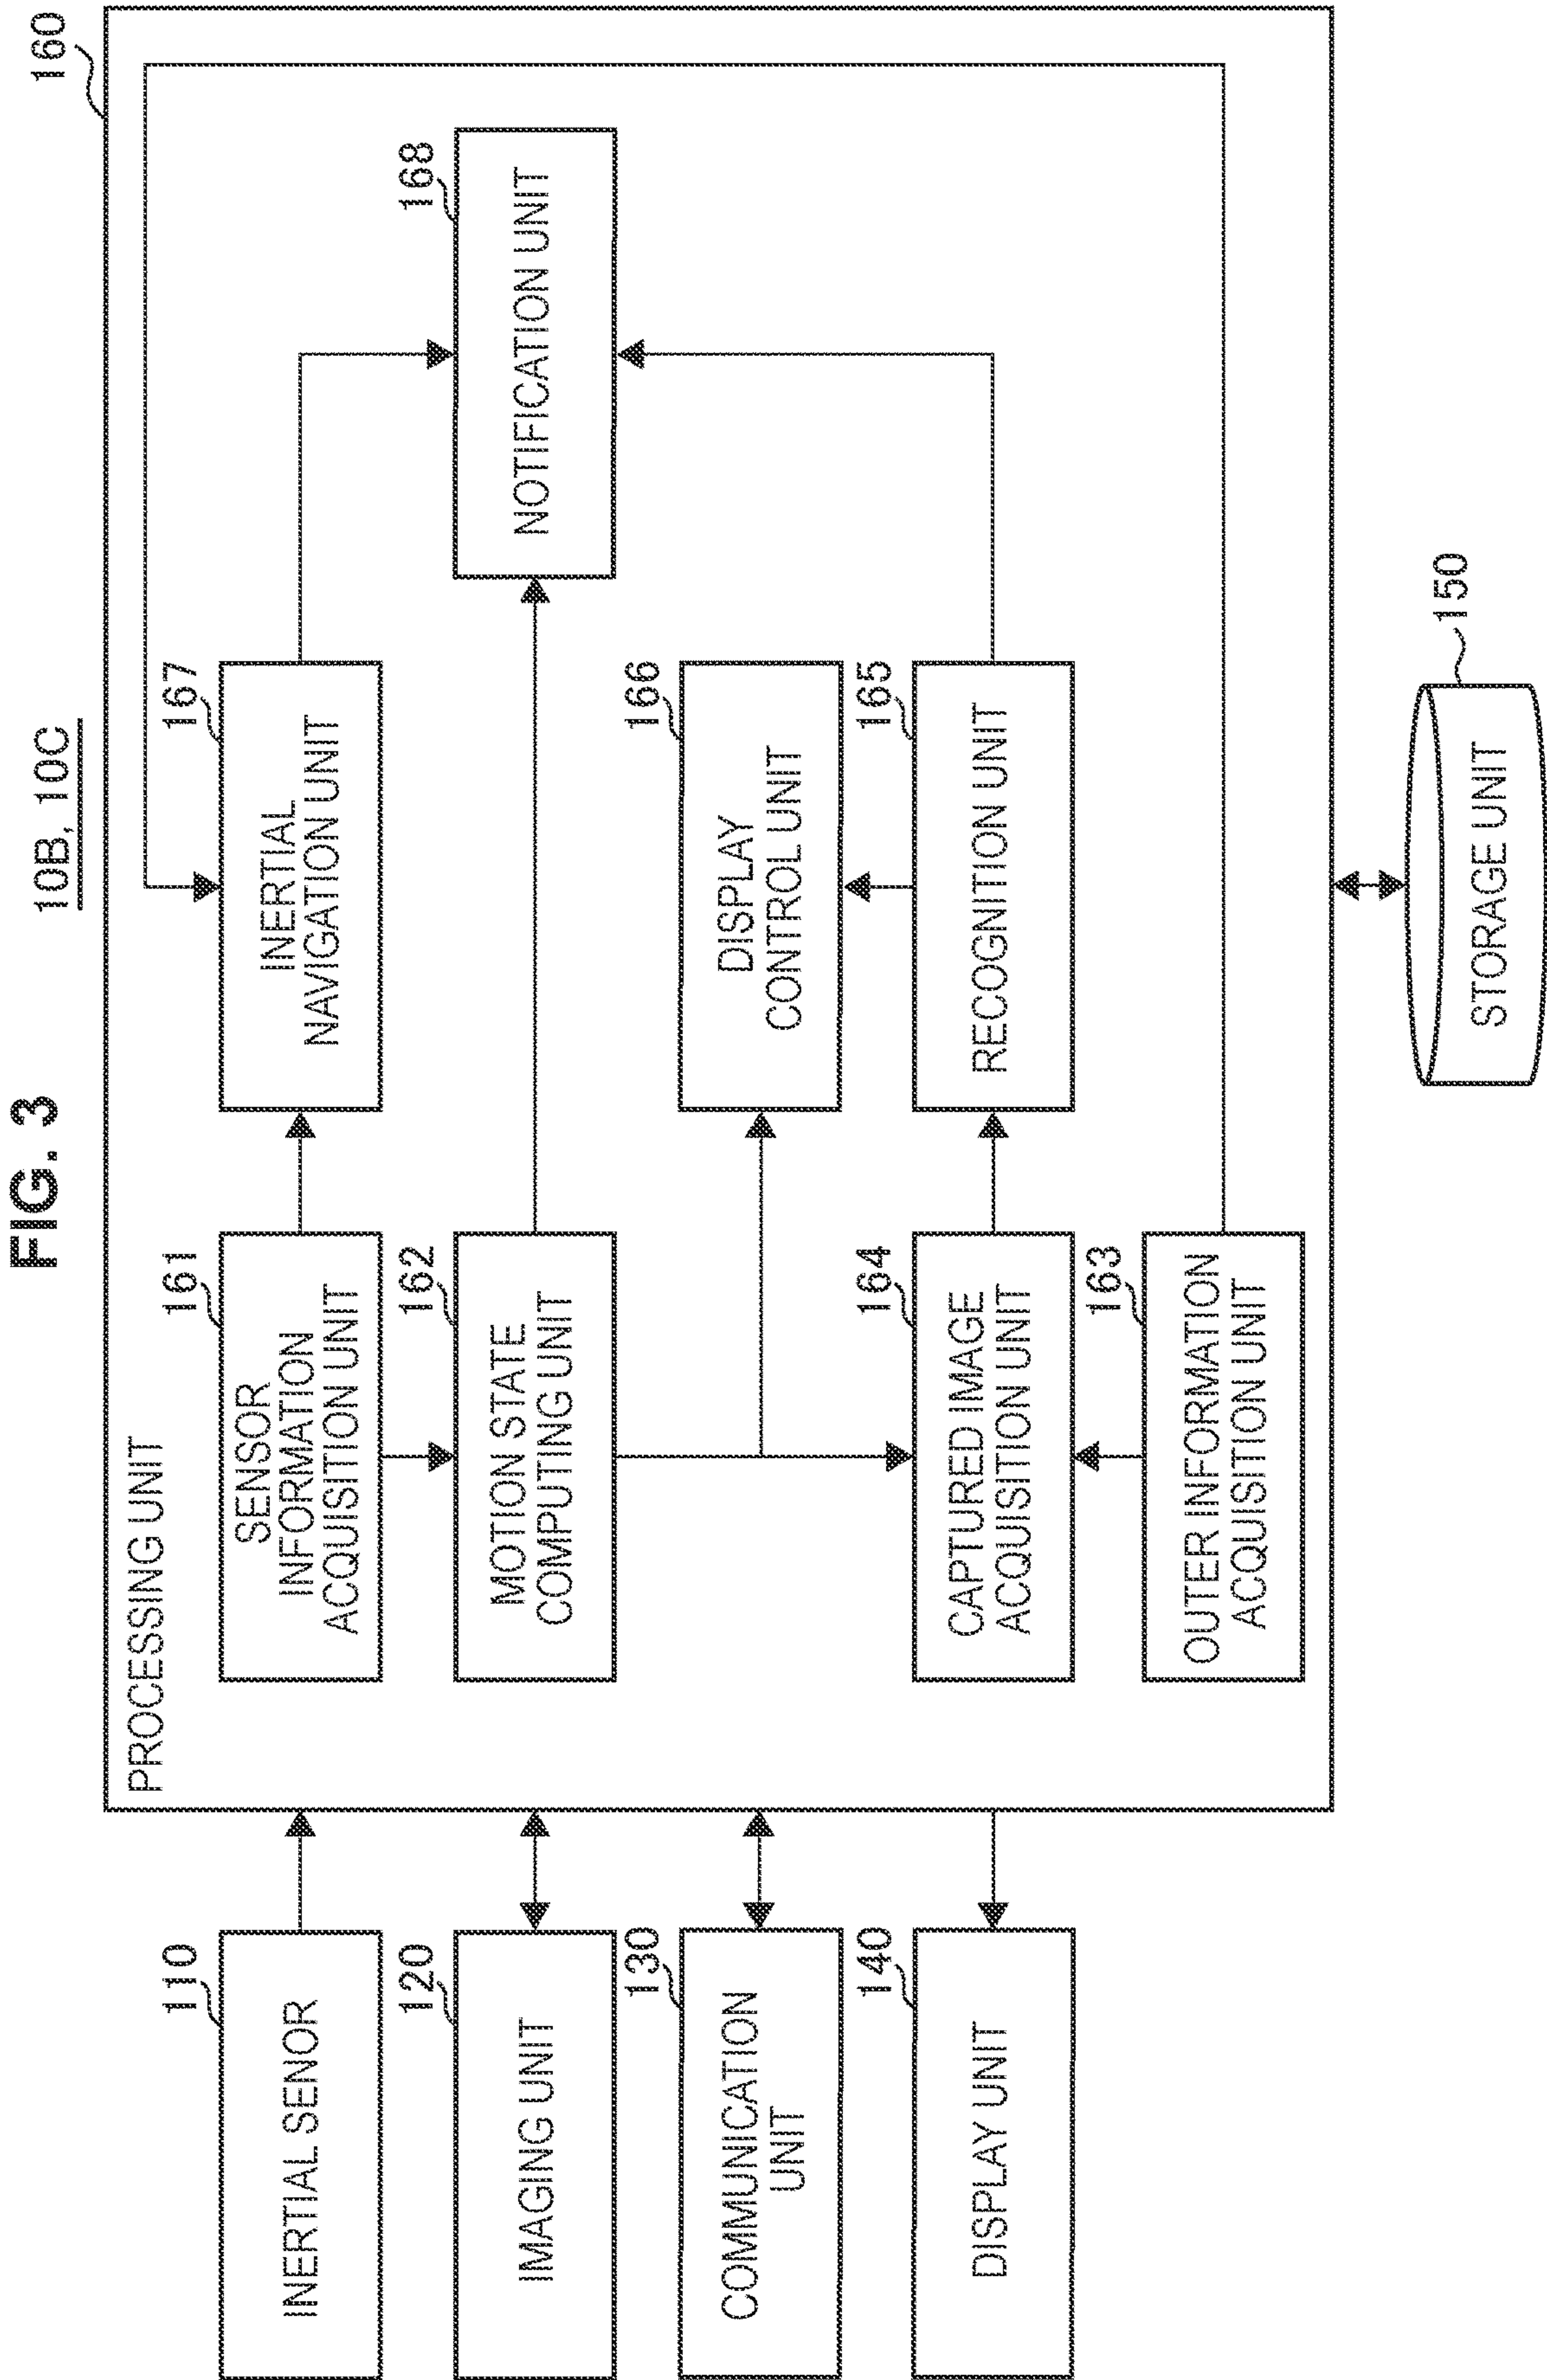 FIG. 3
10B, 10C
160
PROCESSING UNIT
110
INERTIAL SENOR
120
IMAGING UNIT
130
COMMUNICATION
UNIT
140
DISPLAY UNIT
161
SENSOR
INFORMATION
ACQUISITION UNIT
162
MOTION STATE
COMPUTING UNIT
164
CAPTURED IMAGE
ACQUISITION UNIT
163
OUTER INFORMATION
ACQUISITION UNIT
167
INERTIAL
NAVIGATION UNIT
166
DISPLAY
CONTROL UNIT
165
RECOGNITION UNIT
168
NOTIFICATION UNIT
150
STORAGE UNIT